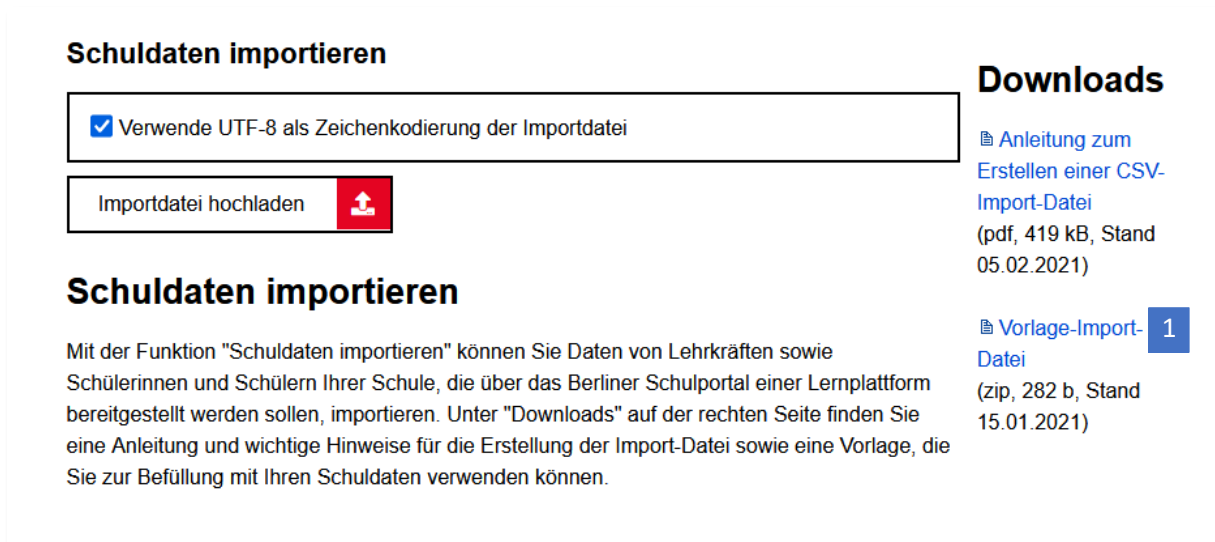 Schuldaten importieren
Verwende UTF-8 als Zeichenkodierung der Importdatei
Importdatei hochladen
Schuldaten importieren
Mit der Funktion "Schuldaten importieren" können Sie Daten von Lehrkräften sowie
Schülerinnen und Schülern Ihrer Schule, die über das Berliner Schulportal einer Lernplattform
bereitgestellt werden sollen, importieren. Unter "Downloads" auf der rechten Seite finden Sie
eine Anleitung und wichtige Hinweise für die Erstellung der Import-Datei sowie eine Vorlage, die
Sie zur Befüllung mit Ihren Schuldaten verwenden können.
Downloads
Anleitung zum
Erstellen einer CSV-
Import-Datei
(pdf, 419 kB, Stand
05.02.2021)
Vorlage-Import- 1
Datei
(zip, 282 b, Stand
15.01.2021)